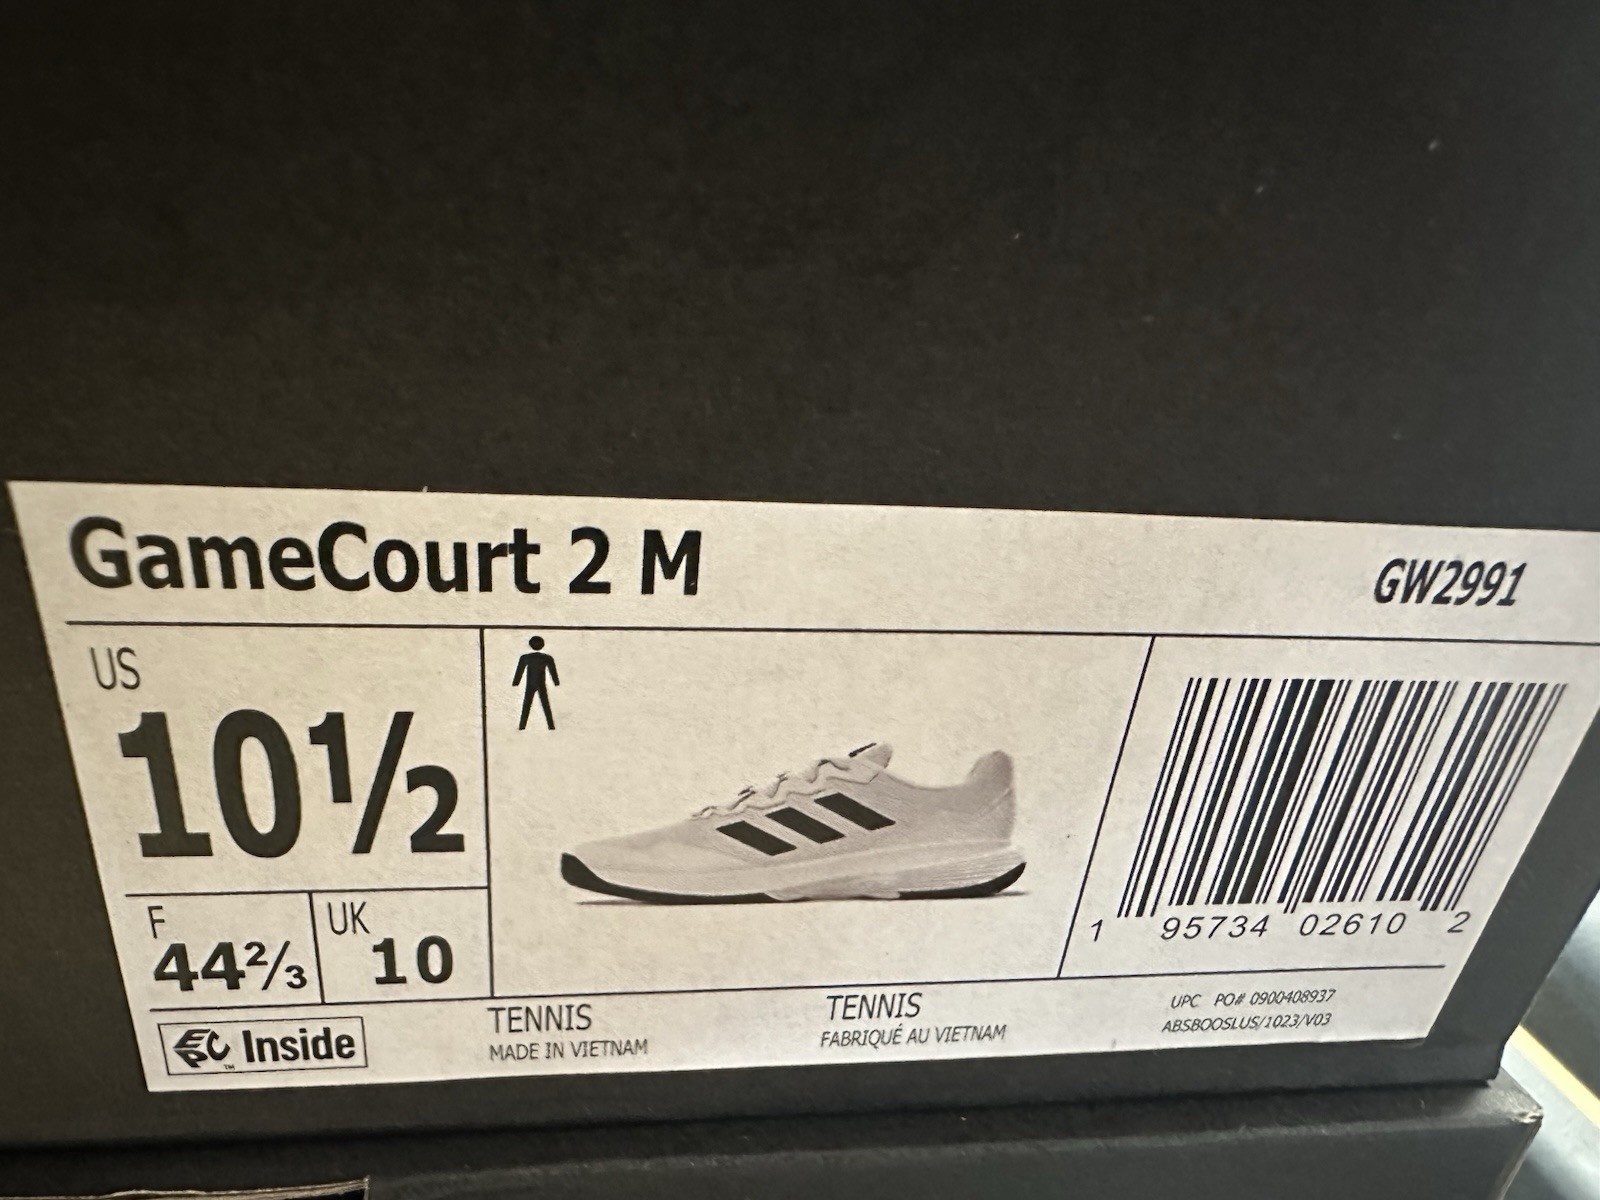 GameCourt 2 M
GW2991
US
10½
F
44⅔
UK
10
1 95734 02610 2
EPC™ Inside
TENNIS
MADE IN VIETNAM
TENNIS
FABRIQUÉ AU VIETNAM
UPC PO# 0900408937
ABSBOOSLUS/1023/V03